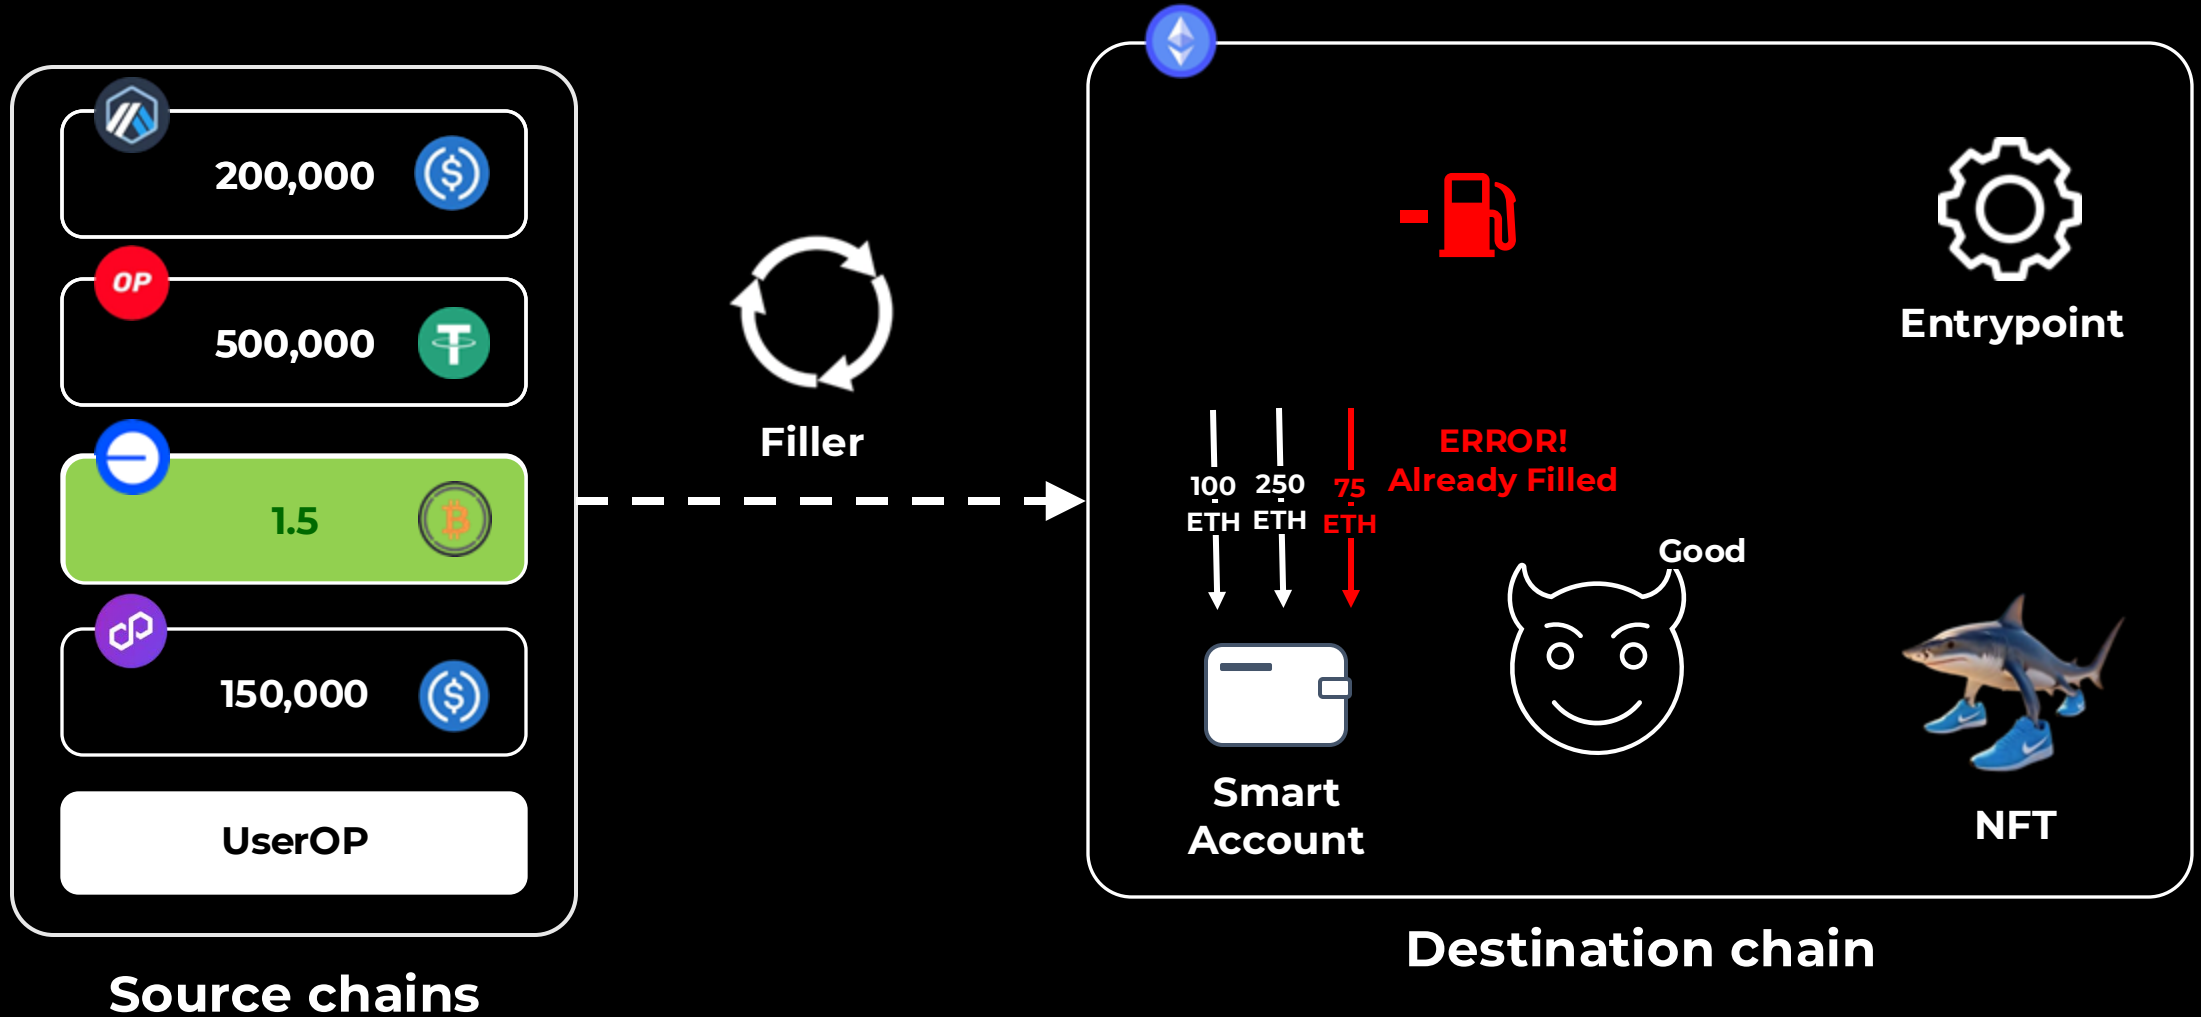 200,000
OP
500,000
1.5
150,000
UserOP
Source chains
Filler
Entrypoint
100
ETH
250
ETH
75
ETH
ERROR!
Already Filled
Good
Smart
Account
NFT
Destination chain